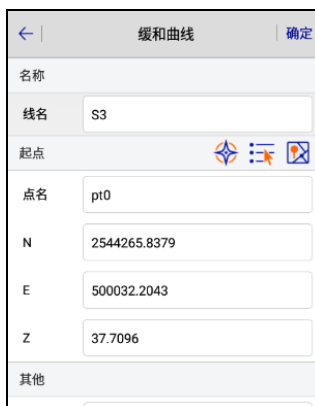 缓和曲线 确定
名称
线名 S3
起点
点名 pt0
N 2544265.8379
E 500032.2043
Z 37.7096
其他